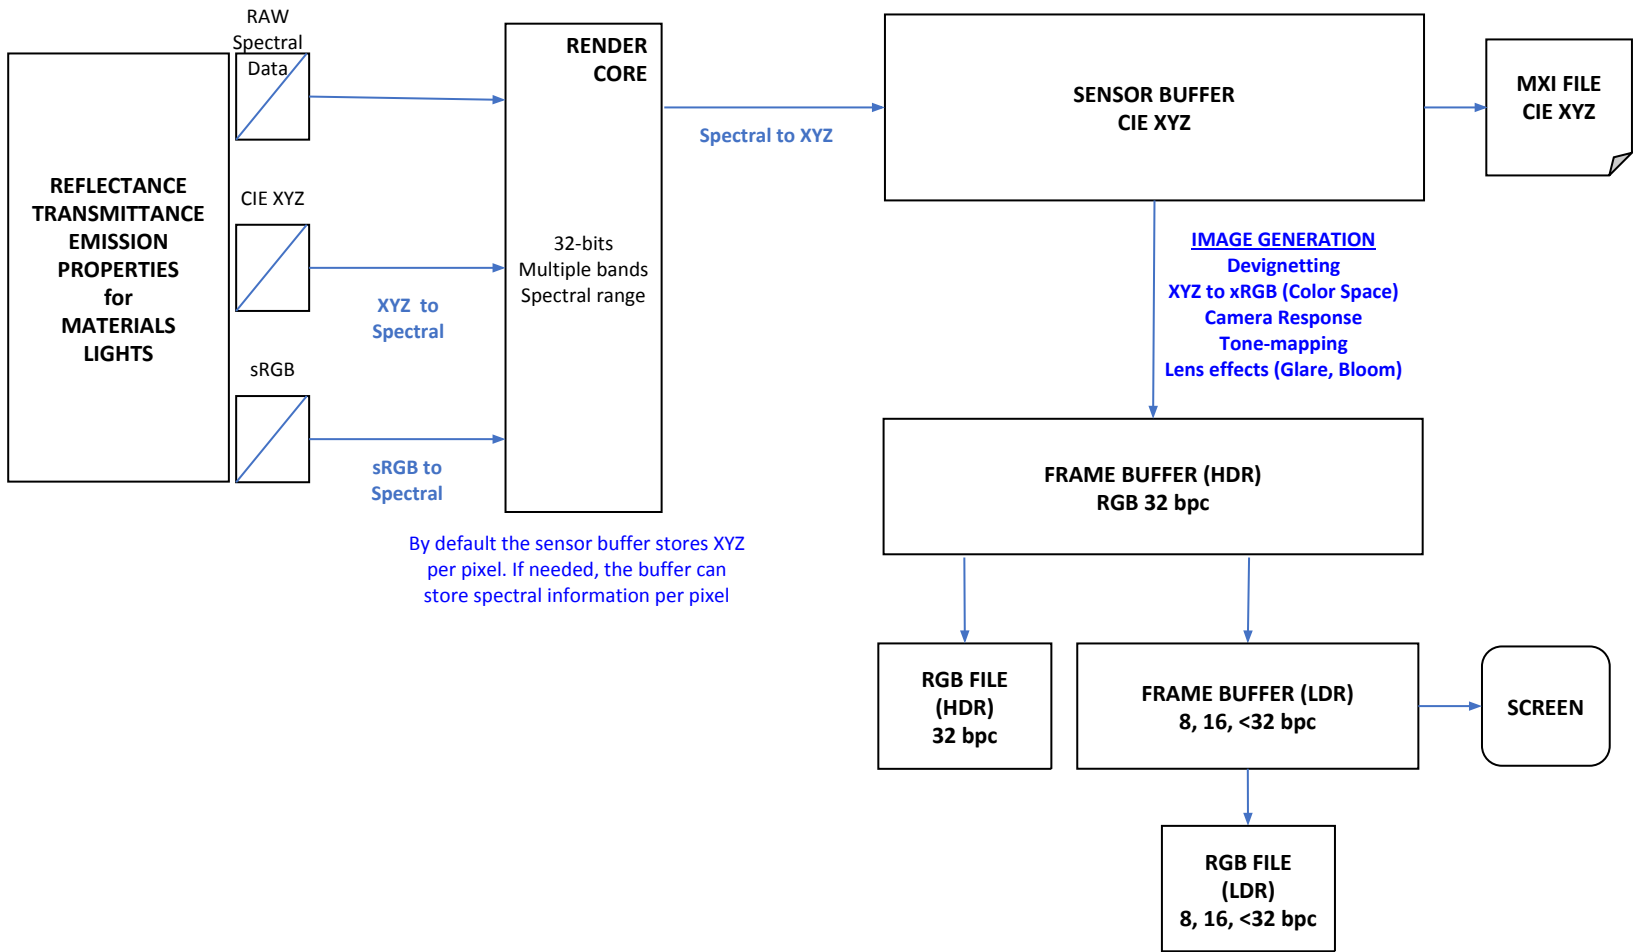 RAW
Spectral
Data
REFLECTANCE
TRANSMITTANCE
EMISSION
PROPERTIES
for
MATERIALS
LIGHTS
CIE XYZ
sRGB
XYZ to
Spectral
sRGB to
Spectral
RENDER
CORE
32-bits
Multiple bands
Spectral range
By default the sensor buffer stores XYZ
per pixel. If needed, the buffer can
store spectral information per pixel
Spectral to XYZ
SENSOR BUFFER
CIE XYZ
MXI FILE
CIE XYZ
IMAGE GENERATION
Devignetting
XYZ to xRGB (Color Space)
Camera Response
Tone-mapping
Lens effects (Glare, Bloom)
FRAME BUFFER (HDR)
RGB 32 bpc
RGB FILE
(HDR)
32 bpc
FRAME BUFFER (LDR)
8, 16, <32 bpc
SCREEN
RGB FILE
(LDR)
8, 16, <32 bpc